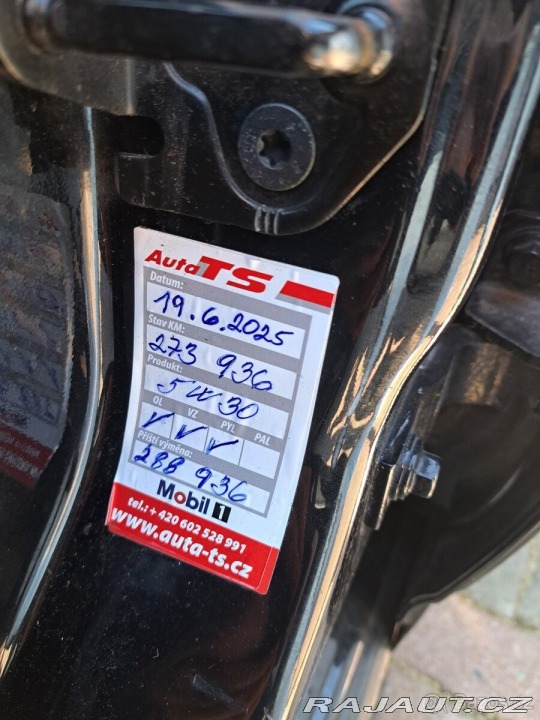 Auto TS
Datum:
19.6.2025
Stav KM:
273 936
Produkt:
5W30
OL VZ PYL PAL
Příští výměna:
288 936
Mobil 1
tel.: + 420 602 528 991
www.auta-ts.cz
RAJAUT.CZ